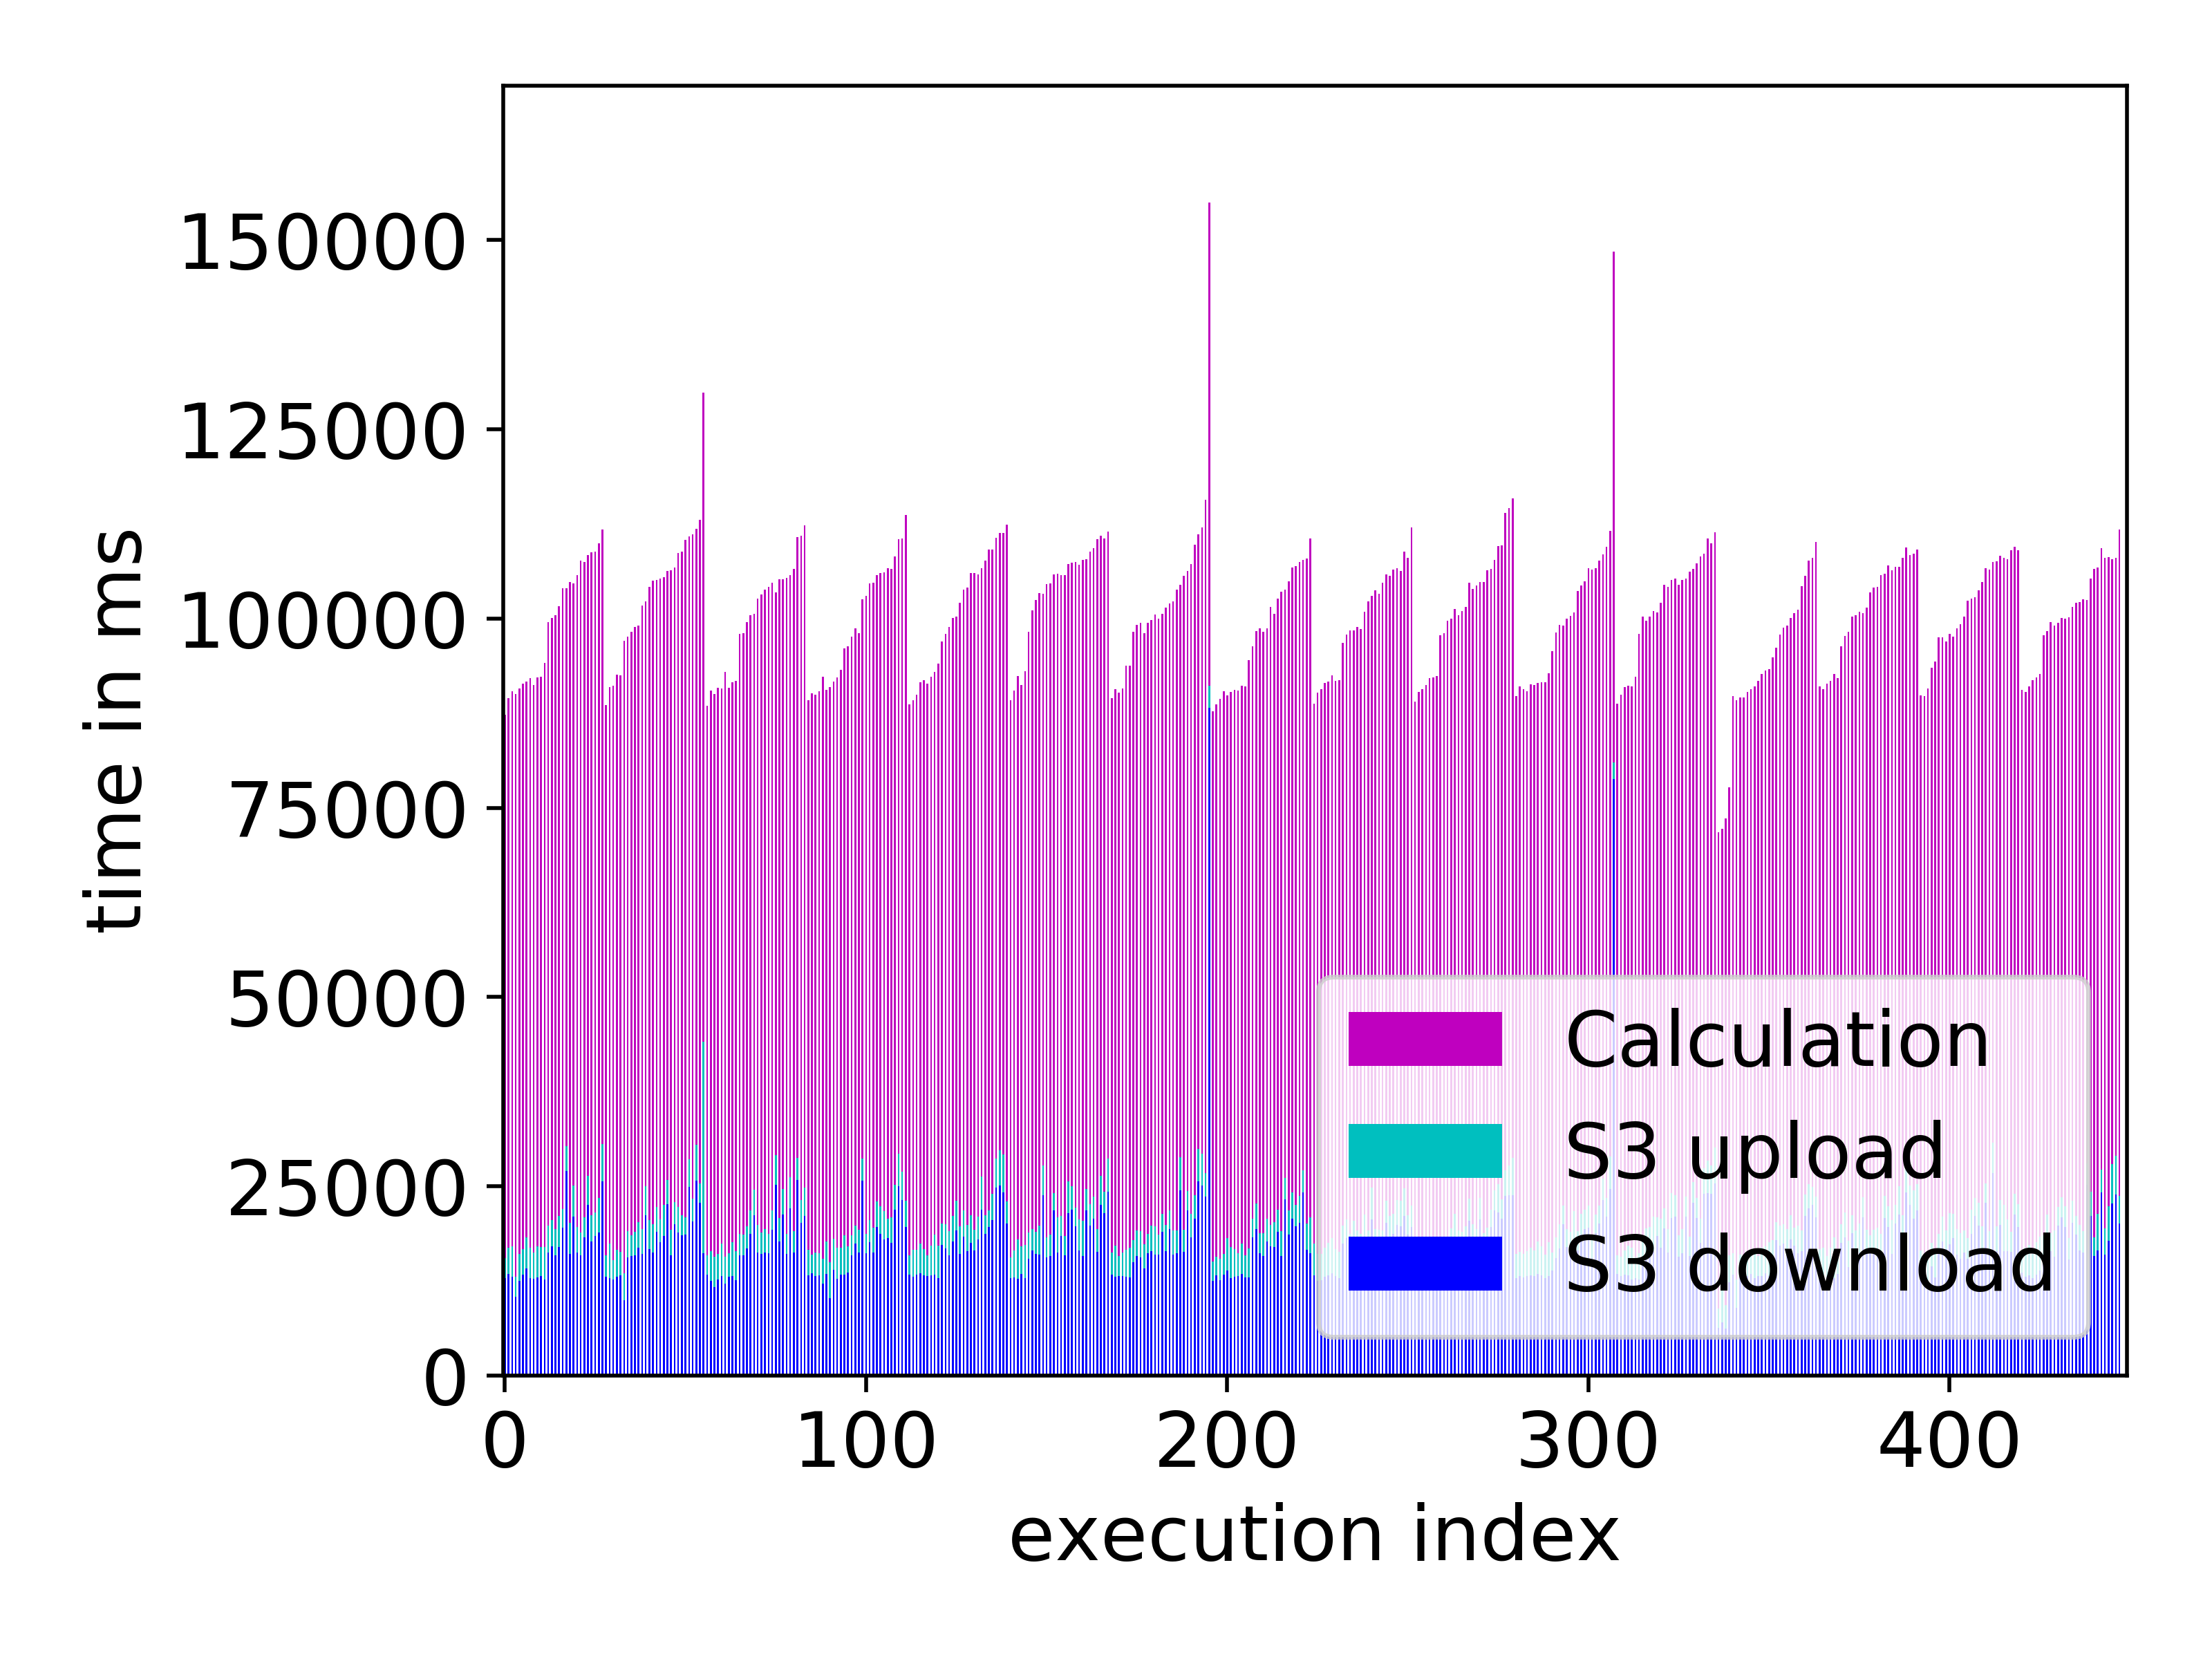 150000
125000
100000
75000
50000
25000
0
time in ms
Calculation
S3 upload
S3 download
0 100 200 300 400
execution index